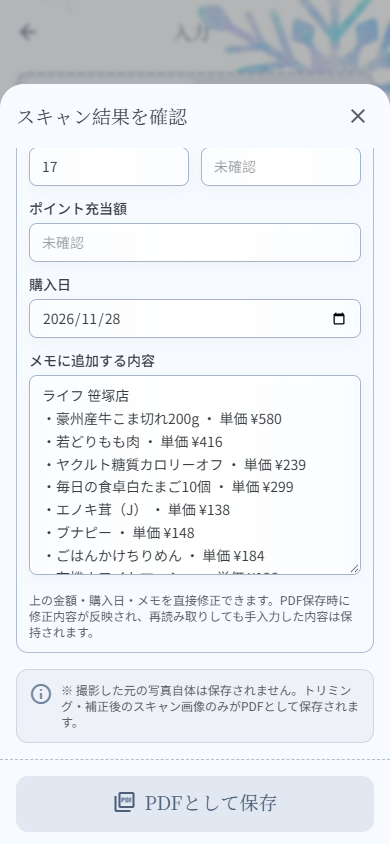 入力
スキャン結果を確認
17
未確認
ポイント充当額
未確認
購入日
2026/11/28
メモに追加する内容
ライフ 笹塚店
・豪州産牛こま切れ200g ・ 単価 ¥580
・若どりもも肉 ・ 単価 ¥416
・ヤクルト糖質カロリーオフ ・ 単価 ¥239
・毎日の食卓白たまご10個 ・ 単価 ¥299
・エノキ茸（J） ・ 単価 ¥138
・ブナピー ・ 単価 ¥148
・ごはんかけちりめん ・ 単価 ¥184
上の金額・購入日・メモを直接修正できます。PDF保存時に
修正内容が反映され、再読み取りしても手入力した内容は保
持されます。
※ 撮影した元の写真自体は保存されません。トリミン
グ・補正後のスキャン画像のみがPDFとして保存されま
す。
PDFとして保存